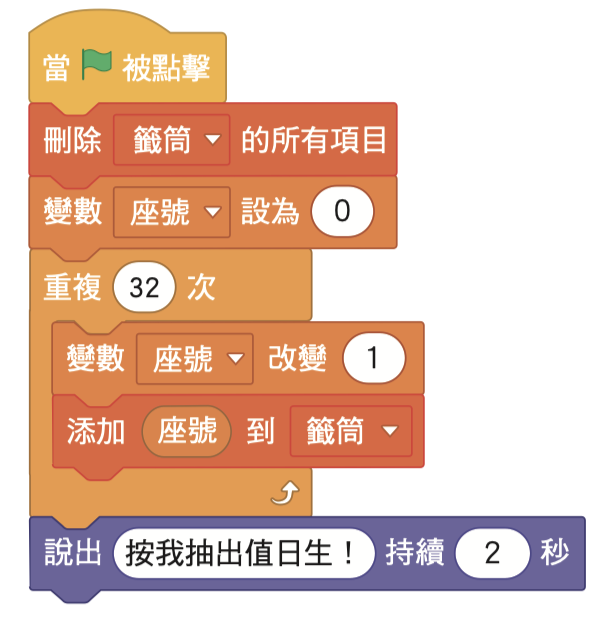 當 被點擊
刪除 籤筒 的所有項目
變數 座號 設為 0
重複 32 次
變數 座號 改變 1
添加 座號 到 籤筒
說出 按我抽出值日生！ 持續 2 秒